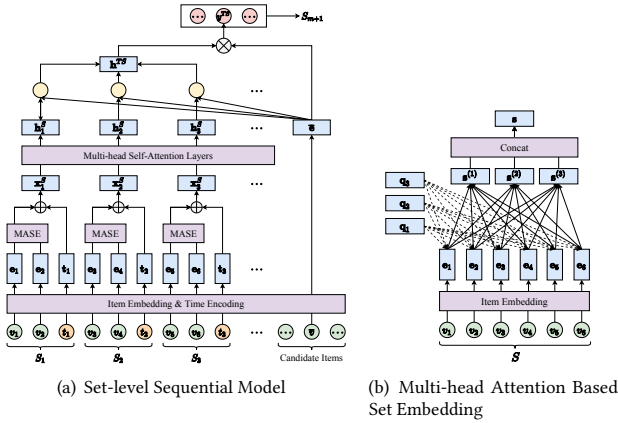 ... y^{TS} ... S_{m+1}
h^{TS}
...
h_1^S h_2^S h_3^S ... e̅
Multi-head Self-Attention Layers
x_1^S x_2^S x_3^S ...
MASE MASE MASE
e_1 e_2 t_1 e_3 e_4 t_2 e_5 e_6 t_3 ...
Item Embedding & Time Encoding
v_1 v_2 t_1 v_3 v_4 t_2 v_5 v_6 t_3 ... ... v̅ ...
S_1 S_2 S_3 Candidate Items
(a) Set-level Sequential Model
s
Concat
s^{(1)} s^{(2)} s^{(3)}
q_3
q_2
q_1
e_1 e_2 e_3 e_4 e_5 e_6
Item Embedding
v_1 v_2 v_3 v_4 v_5 v_6
S
(b) Multi-head Attention Based
Set Embedding